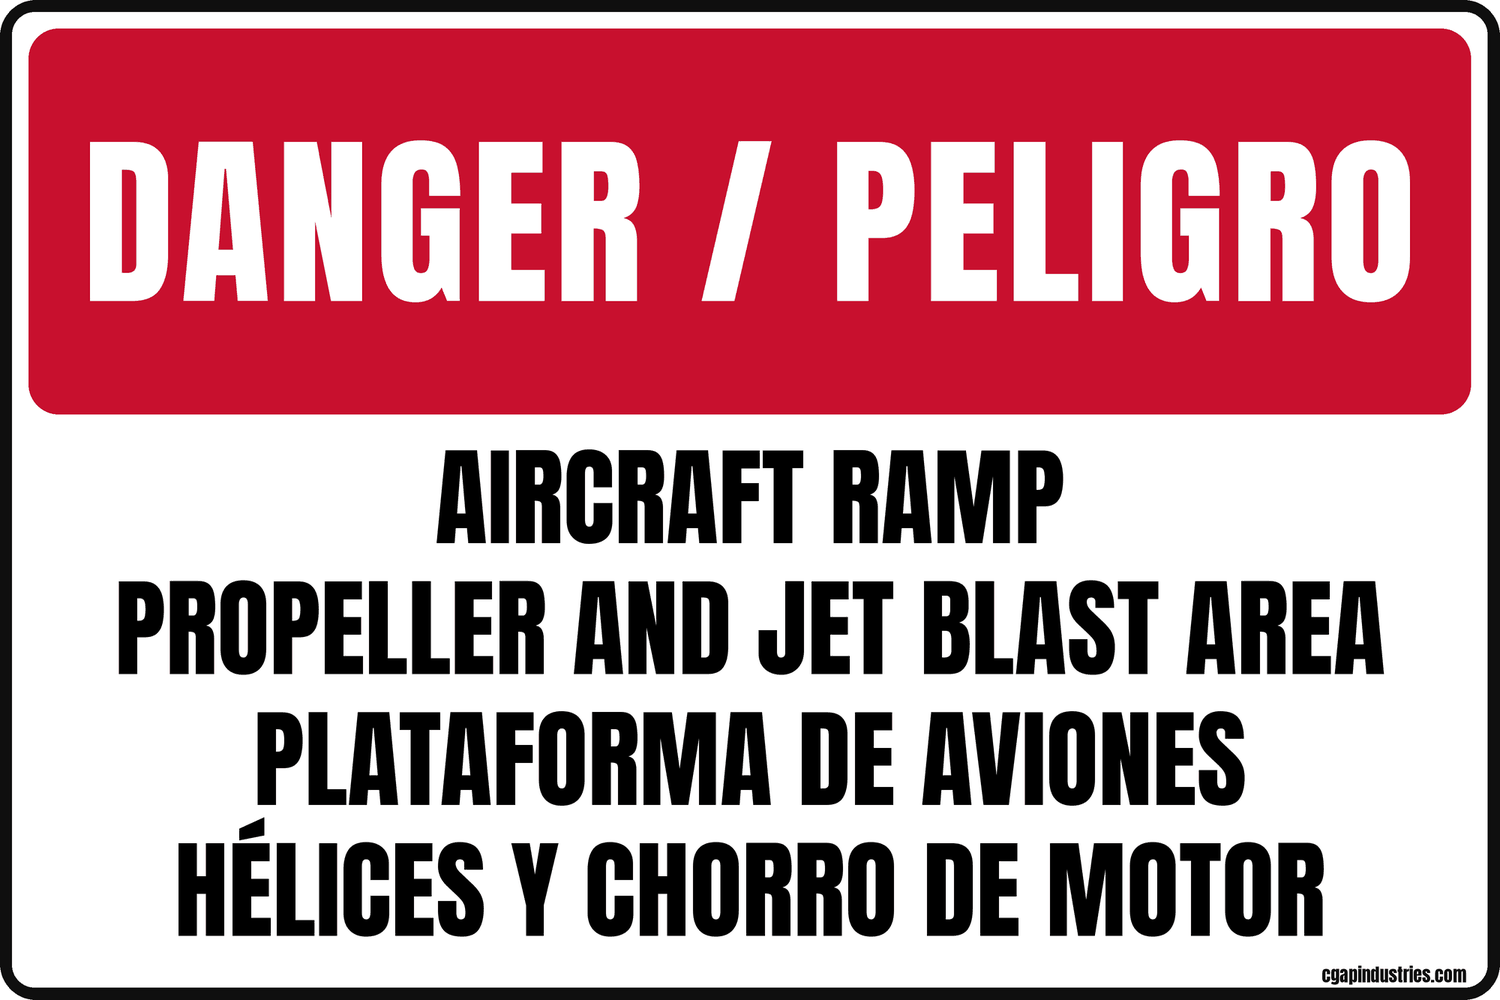 DANGER / PELIGRO
AIRCRAFT RAMP
PROPELLER AND JET BLAST AREA
PLATAFORMA DE AVIONES
HÉLICES Y CHORRO DE MOTOR
cgapindustries.com